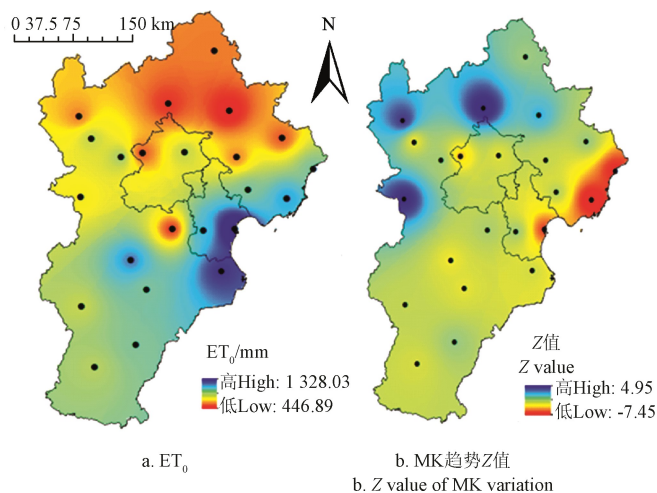 0 37.5 75 150 km
N
ET₀/mm
高High: 1 328.03
低Low: 446.89
Z值
Z value
高High: 4.95
低Low: -7.45
a. ET₀
b. MK趋势Z值
b. Z value of MK variation